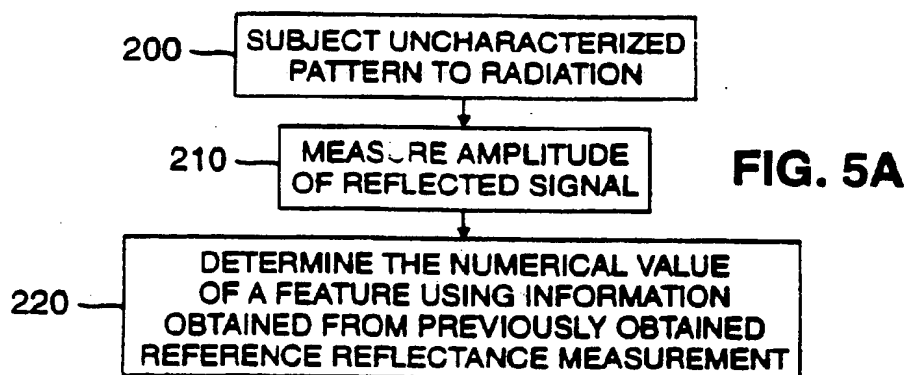 200
SUBJECT UNCHARACTERIZED
PATTERN TO RADIATION
210
MEASURE AMPLITUDE
OF REFLECTED SIGNAL
FIG. 5A
220
DETERMINE THE NUMERICAL VALUE
OF A FEATURE USING INFORMATION
OBTAINED FROM PREVIOUSLY OBTAINED
REFERENCE REFLECTANCE MEASUREMENT